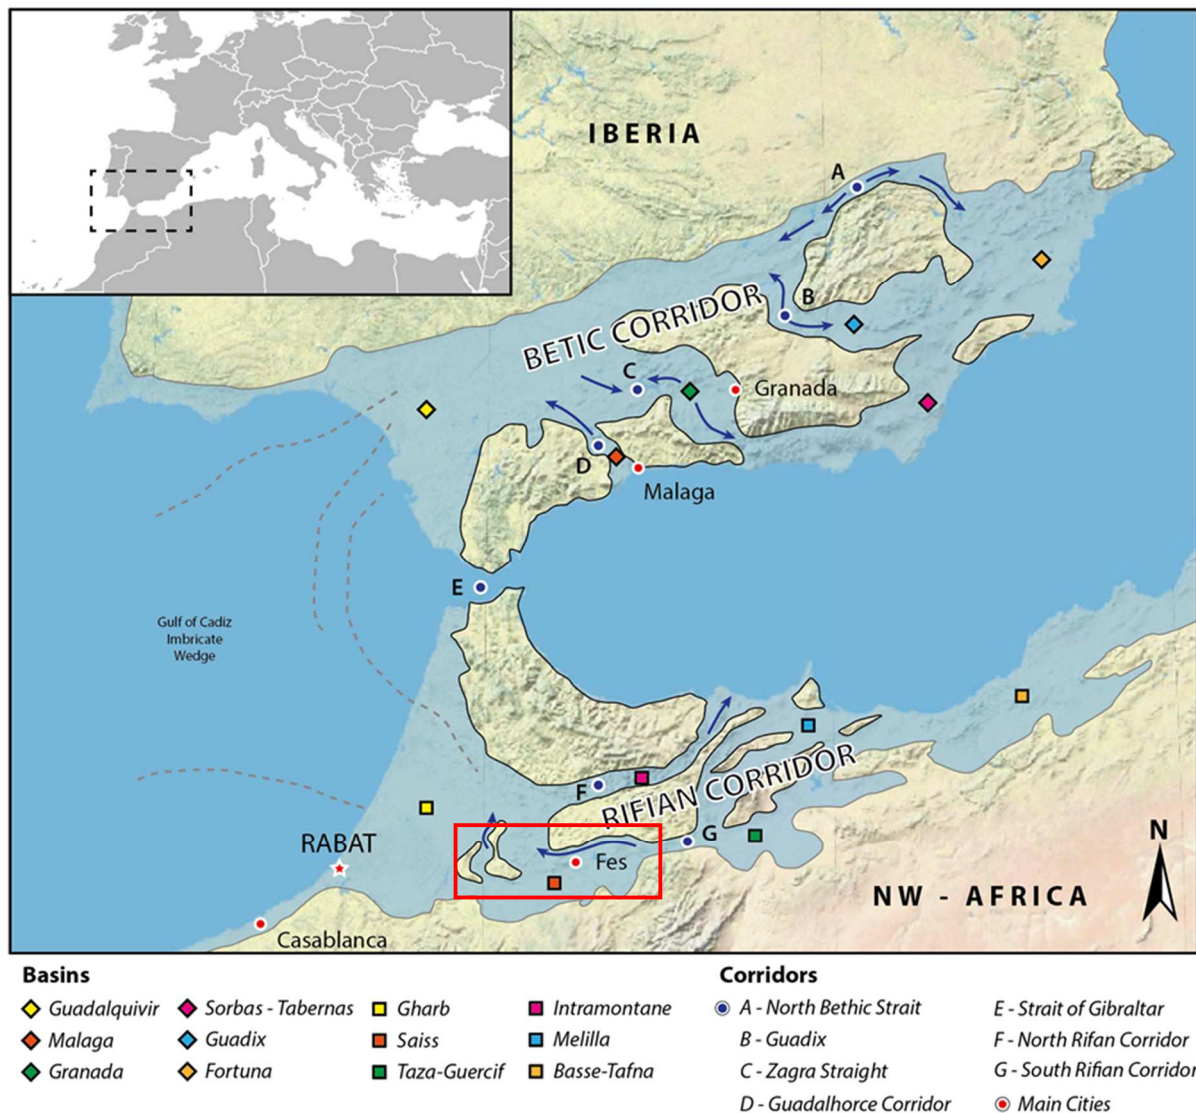 IBERIA
A
B
BETIC CORRIDOR
C
Granada
D
Malaga
E
Gulf of Cadiz
Imbricate
Wedge
F
RIFIAN CORRIDOR
G
RABAT
Fes
N
NW - AFRICA
Casablanca
Basins
Guadalquivir
Malaga
Granada
Sorbas - Tabernas
Guadix
Fortuna
Gharb
Saiss
Taza-Guercif
Intramontane
Melilla
Basse-Tafna
Corridors
A - North Bethic Strait
B - Guadix
C - Zagra Straight
D - Guadalhorce Corridor
E - Strait of Gibraltar
F - North Rifan Corridor
G - South Rifian Corridor
Main Cities